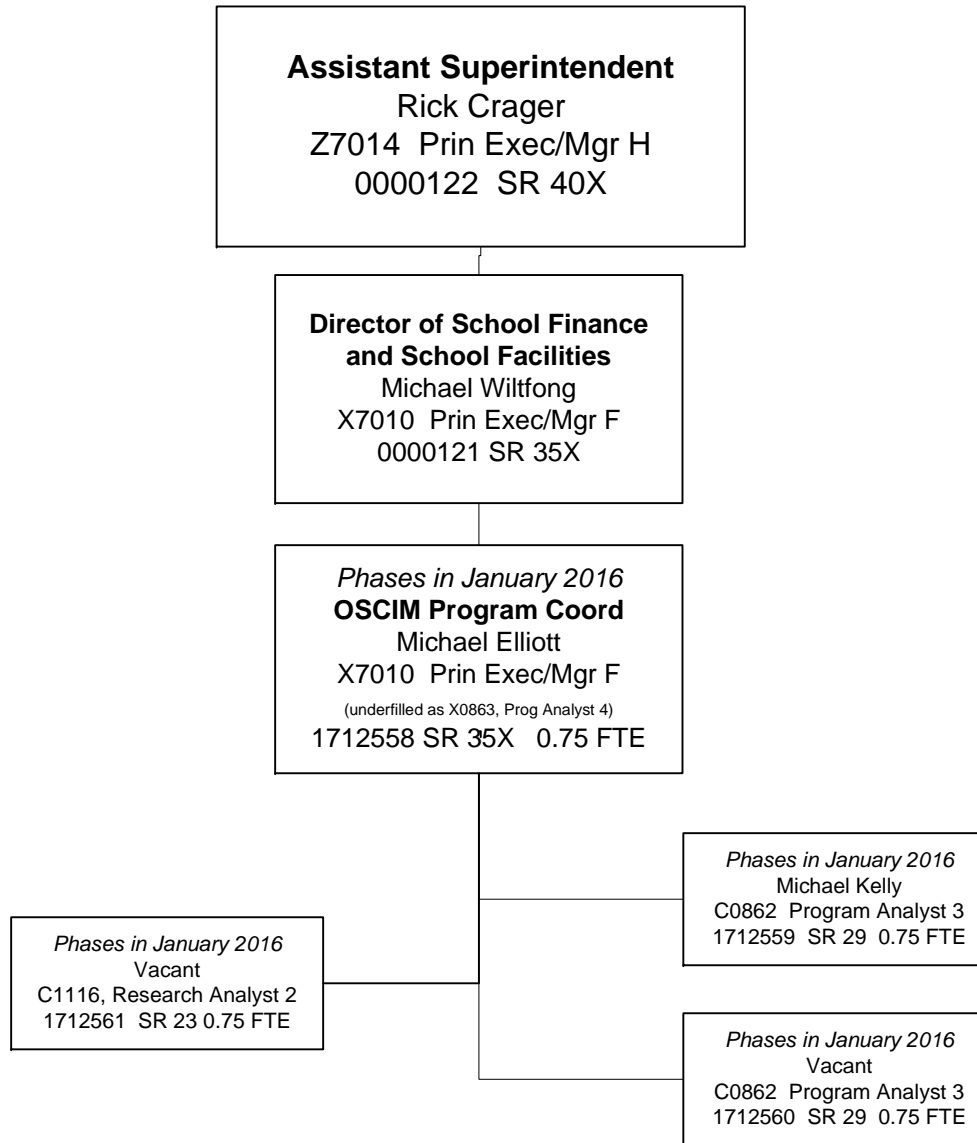 Assistant Superintendent
Rick Crager
Z7014 Prin Exec/Mgr H
0000122 SR 40X
Director of School Finance
and School Facilities
Michael Wiltfong
X7010 Prin Exec/Mgr F
0000121 SR 35X
Phases in January 2016
OSCIM Program Coord
Michael Elliott
X7010 Prin Exec/Mgr F
(underfilled as X0863, Prog Analyst 4)
1712558 SR 35X 0.75 FTE
Phases in January 2016
Michael Kelly
C0862 Program Analyst 3
1712559 SR 29 0.75 FTE
Phases in January 2016
Vacant
C1116, Research Analyst 2
1712561 SR 23 0.75 FTE
Phases in January 2016
Vacant
C0862 Program Analyst 3
1712560 SR 29 0.75 FTE